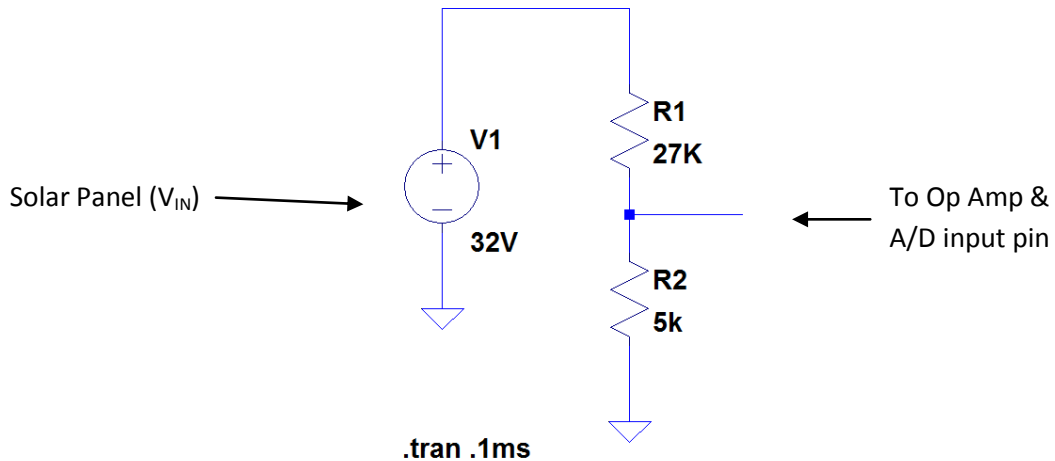 R1
27K
V1
32V
Solar Panel (VIN)
To Op Amp &
A/D input pin
R2
5k
.tran .1ms